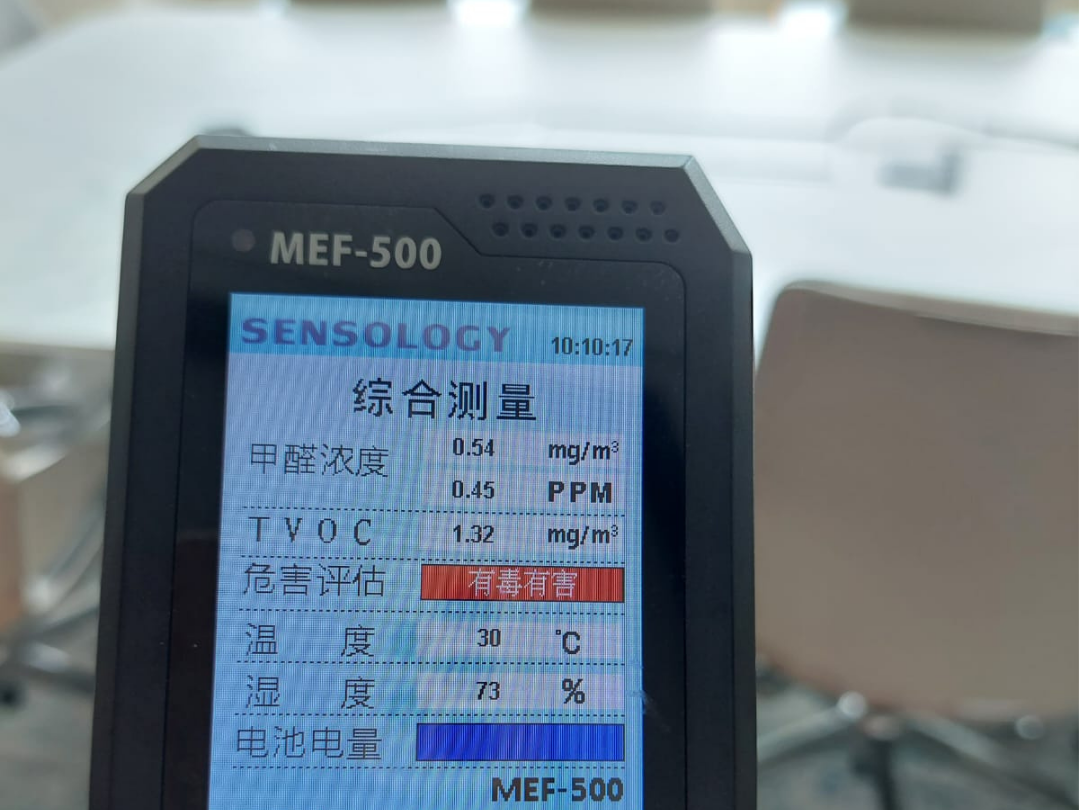 MEF-500
SENSOLOGY 10:10:17
综合测量
甲醛浓度 0.54 mg/m³
0.45 PPM
TVOC 1.32 mg/m³
危害评估 有毒有害
温 度 30 ℃
湿 度 73 %
电池电量
MEF-500